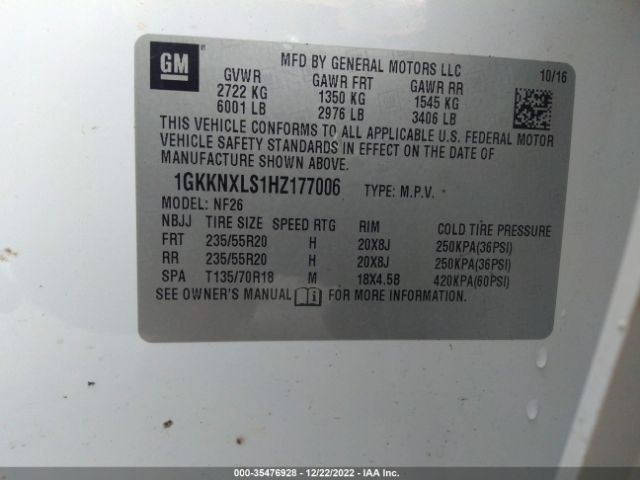 GM
MFD BY GENERAL MOTORS LLC 10/16
GVWR GAWR FRT GAWR RR
2722 KG 1350 KG 1545 KG
6001 LB 2976 LB 3406 LB
THIS VEHICLE CONFORMS TO ALL APPLICABLE U.S. FEDERAL MOTOR
VEHICLE SAFETY STANDARDS IN EFFECT ON THE DATE OF
MANUFACTURE SHOWN ABOVE.
1GKKNXLS1HZ177006 TYPE: M.P.V.
MODEL: NF26
NBJJ TIRE SIZE SPEED RTG RIM COLD TIRE PRESSURE
FRT 235/55R20 H 20X8J 250KPA(36PSI)
RR 235/55R20 H 20X8J 250KPA(36PSI)
SPA T135/70R18 M 18X4.5B 420KPA(60PSI)
SEE OWNER'S MANUAL i FOR MORE INFORMATION.
000-35476928 - 12/22/2022 - IAA Inc.